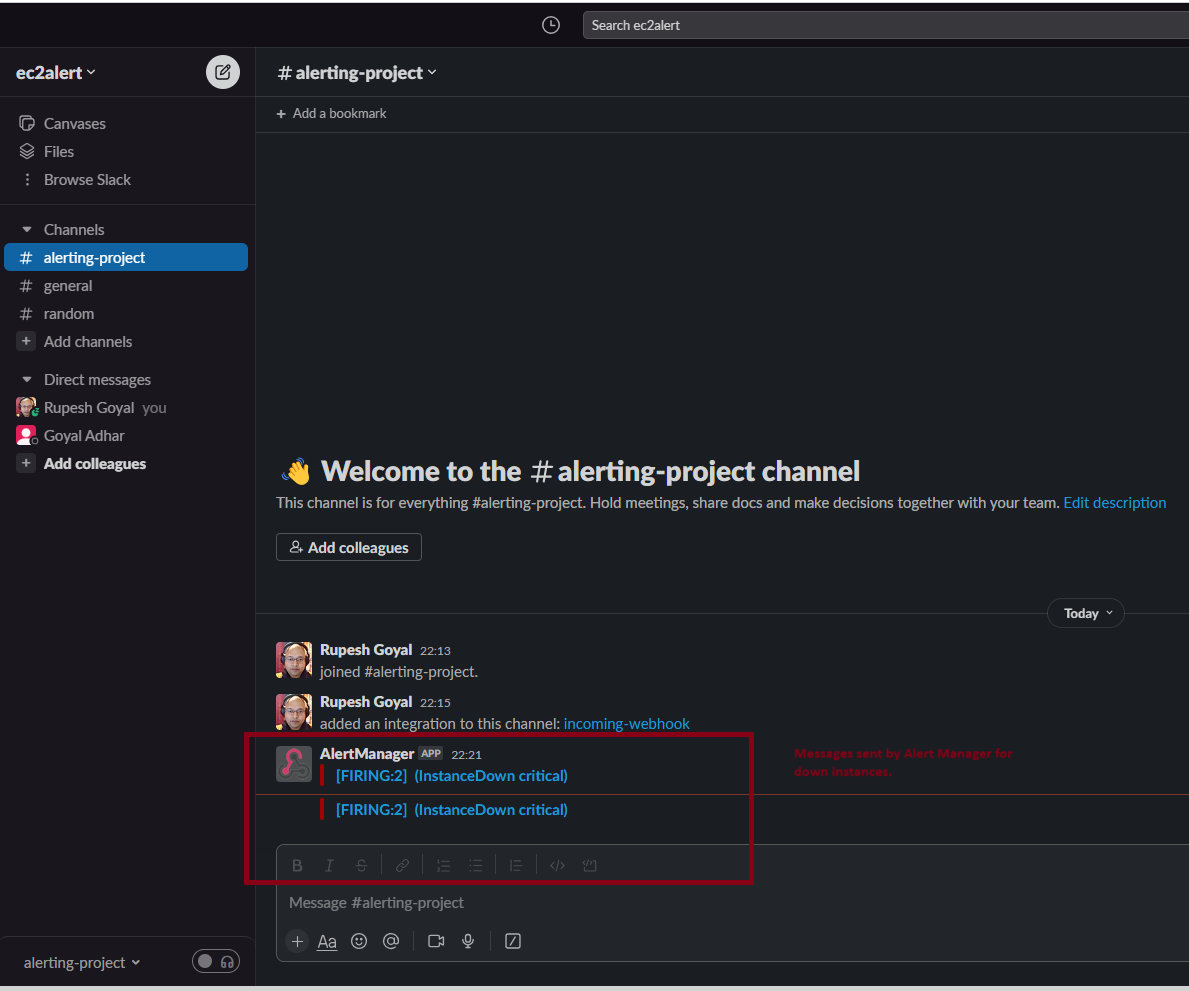 Search ec2alert
ec2alert
# alerting-project
+ Add a bookmark
Canvases
Files
Browse Slack
Channels
# alerting-project
# general
# random
+ Add channels
Direct messages
Rupesh Goyal you
Goyal Adhar
+ Add colleagues
Welcome to the # alerting-project channel
This channel is for everything #alerting-project. Hold meetings, share docs and make decisions together with your team. Edit description
Add colleagues
Today
Rupesh Goyal 22:13
joined #alerting-project.
Rupesh Goyal 22:15
added an integration to this channel: incoming-webhook
AlertManager APP 22:21
[FIRING:2] (InstanceDown critical)
[FIRING:2] (InstanceDown critical)
Messages sent by Alert Manager for
down instances.
B I S
Message #alerting-project
+ Aa @
alerting-project